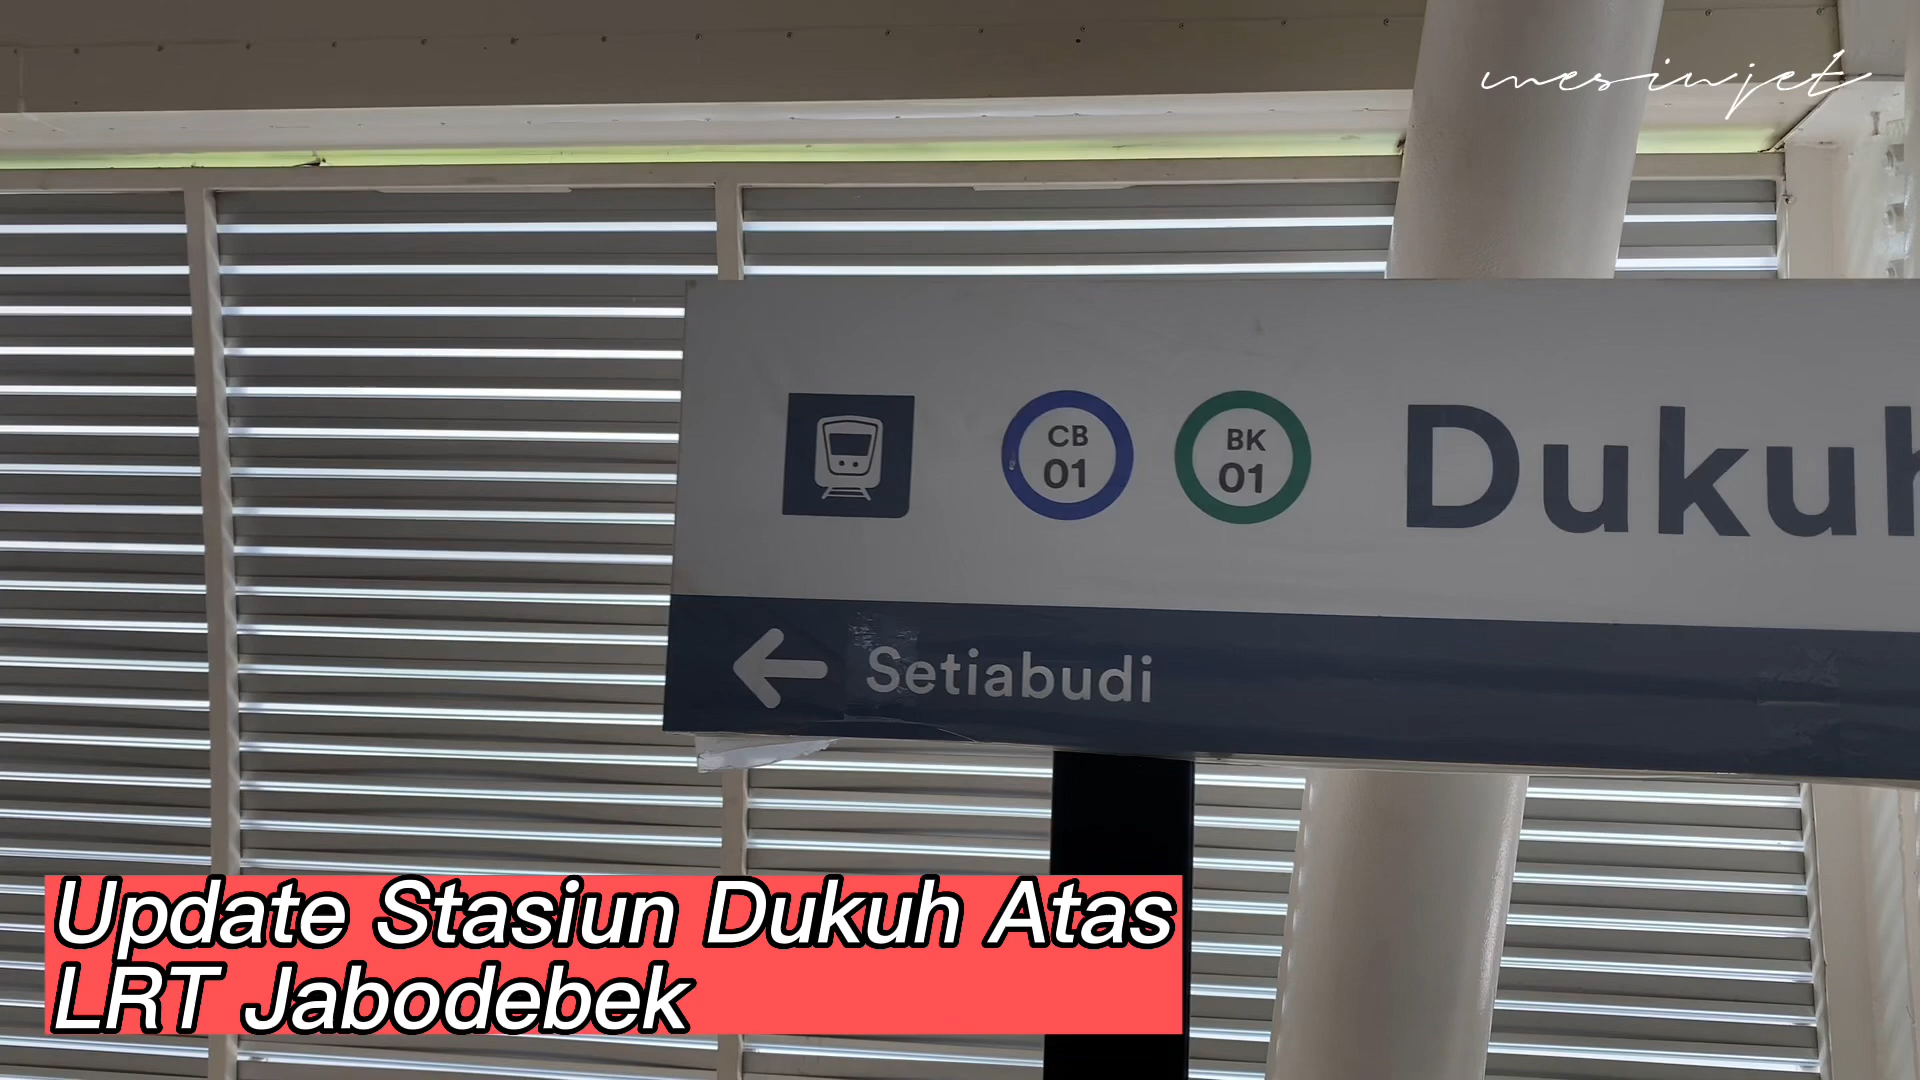 mesinjet
CB
01
BK
01
Dukuh
Setiabudi
Update Stasiun Dukuh Atas
LRT Jabodebek